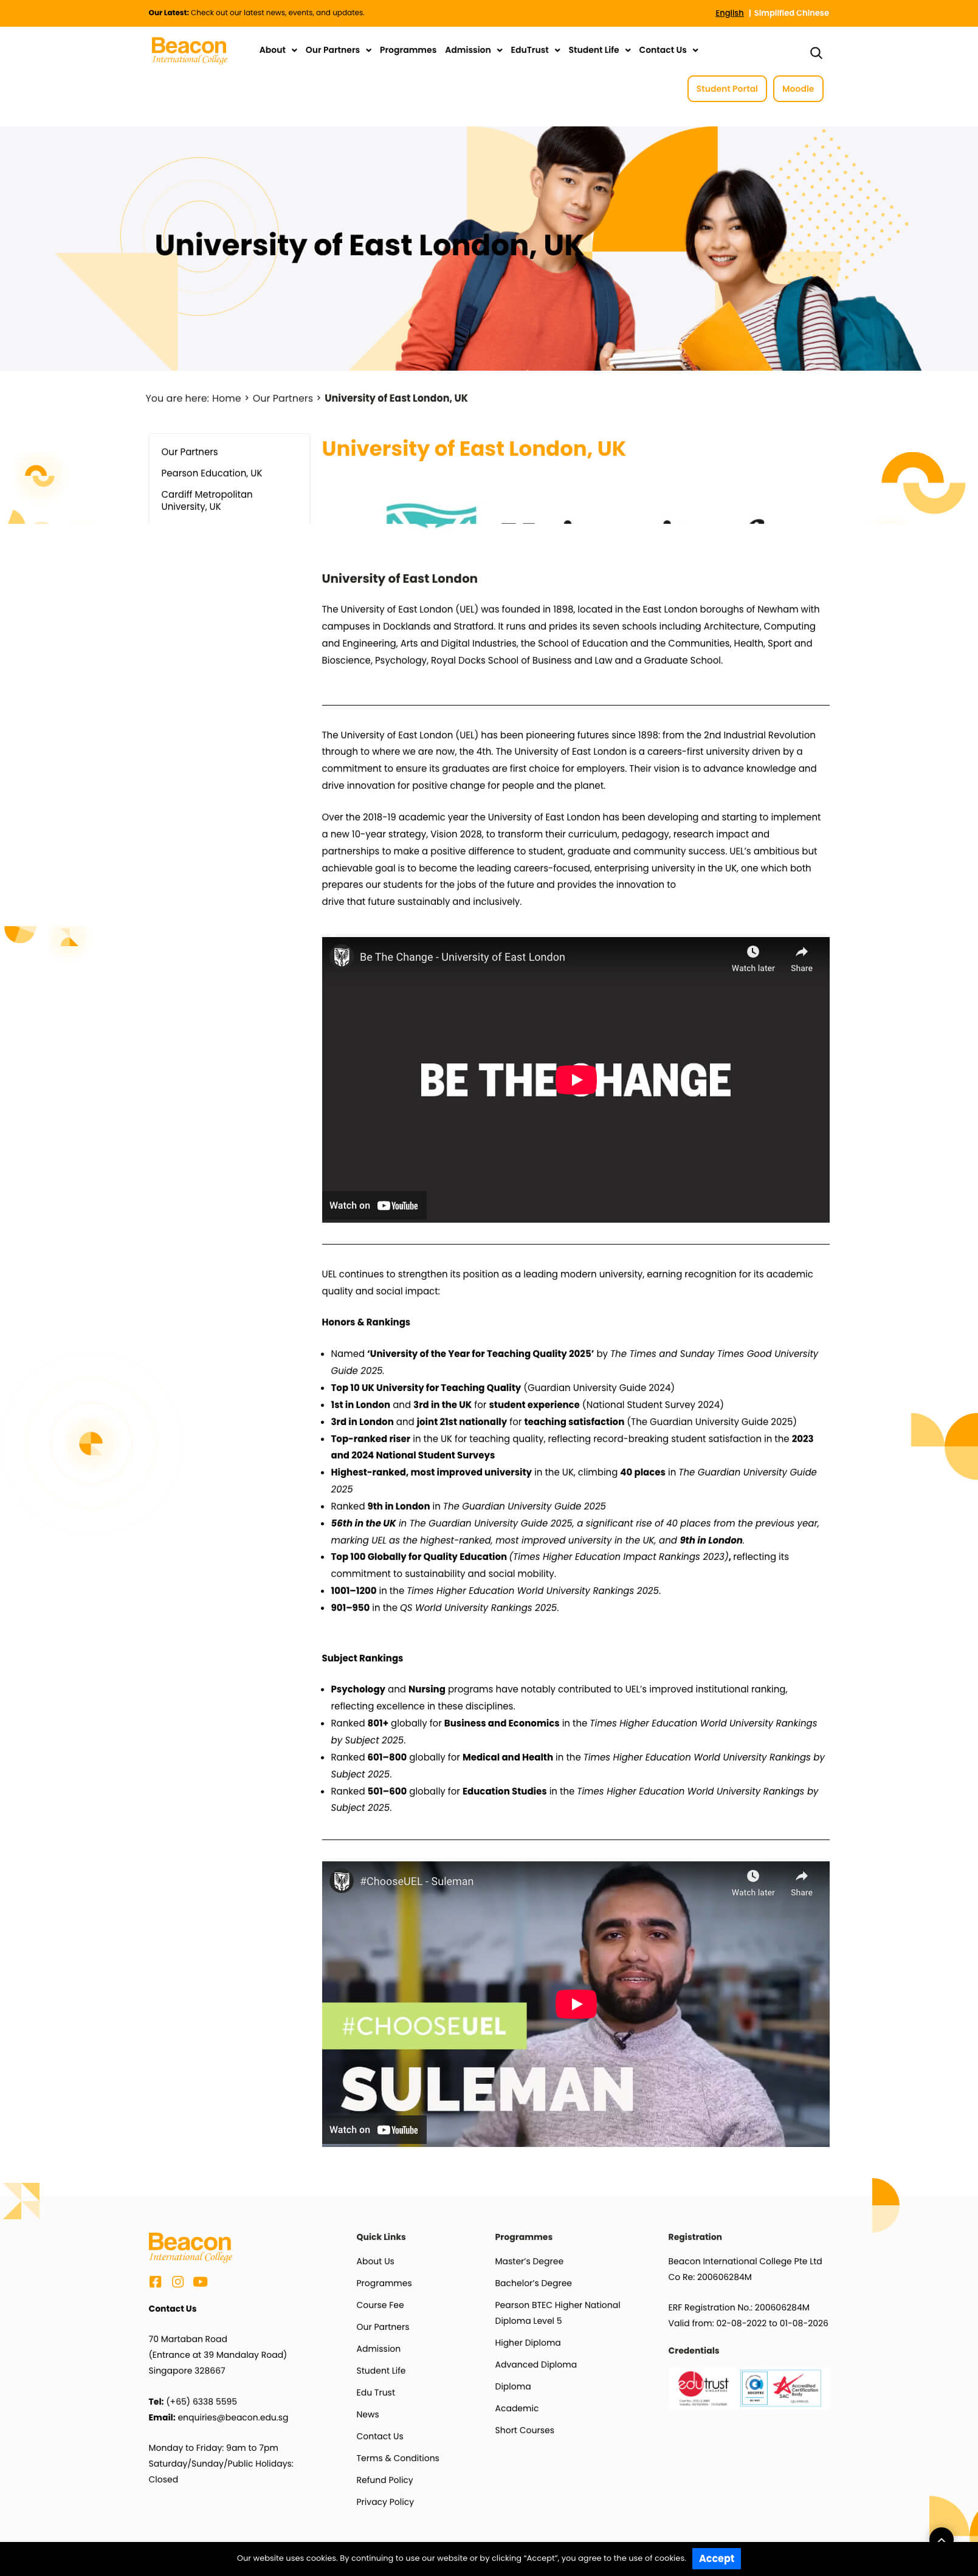 Our Latest: Check out our latest news, events, and updates.
English | Simplified Chinese
Beacon
International College
About
Our Partners
Programmes
Admission
EduTrust
Student Life
Contact Us
Student Portal
Moodle
University of East London, UK
You are here: Home > Our Partners > University of East London, UK
Our Partners
Pearson Education, UK
Cardiff Metropolitan
University, UK
University of East London, UK
University of East London
The University of East London (UEL) was founded in 1898, located in the East London boroughs of Newham with
campuses in Docklands and Stratford. It runs and prides its seven schools including Architecture, Computing
and Engineering, Arts and Digital Industries, the School of Education and the Communities, Health, Sport and
Bioscience, Psychology, Royal Docks School of Business and Law and a Graduate School.
The University of East London (UEL) has been pioneering futures since 1898: from the 2nd Industrial Revolution
through to where we are now, the 4th. The University of East London is a careers-first university driven by a
commitment to ensure its graduates are first choice for employers. Their vision is to advance knowledge and
drive innovation for positive change for people and the planet.
Over the 2018-19 academic year the University of East London has been developing and starting to implement
a new 10-year strategy, Vision 2028, to transform their curriculum, pedagogy, research impact and
partnerships to make a positive difference to student, graduate and community success. UEL's ambitious but
achievable goal is to become the leading careers-focused, enterprising university in the UK, one which both
prepares our students for the jobs of the future and provides the innovation to
drive that future sustainably and inclusively.
Be The Change - University of East London
Watch later
Share
BE THE CHANGE
Watch on YouTube
UEL continues to strengthen its position as a leading modern university, earning recognition for its academic
quality and social impact:
Honors & Rankings
• Named ‘University of the Year for Teaching Quality 2025’ by The Times and Sunday Times Good University
Guide 2025.
• Top 10 UK University for Teaching Quality (Guardian University Guide 2024)
• 1st in London and 3rd in the UK for student experience (National Student Survey 2024)
• 3rd in London and joint 21st nationally for teaching satisfaction (The Guardian University Guide 2025)
• Top-ranked riser in the UK for teaching quality, reflecting record-breaking student satisfaction in the 2023
and 2024 National Student Surveys
• Highest-ranked, most improved university in the UK, climbing 40 places in The Guardian University Guide
2025
• Ranked 9th in London in The Guardian University Guide 2025
• 56th in the UK in The Guardian University Guide 2025, a significant rise of 40 places from the previous year,
marking UEL as the highest-ranked, most improved university in the UK, and 9th in London.
• Top 100 Globally for Quality Education (Times Higher Education Impact Rankings 2023), reflecting its
commitment to sustainability and social mobility.
• 1001–1200 in the Times Higher Education World University Rankings 2025.
• 901–950 in the QS World University Rankings 2025.
Subject Rankings
• Psychology and Nursing programs have notably contributed to UEL's improved institutional ranking,
reflecting excellence in these disciplines.
• Ranked 801+ globally for Business and Economics in the Times Higher Education World University Rankings
by Subject 2025.
• Ranked 601–800 globally for Medical and Health in the Times Higher Education World University Rankings by
Subject 2025.
• Ranked 501–600 globally for Education Studies in the Times Higher Education World University Rankings by
Subject 2025.
#ChooseUEL - Suleman
Watch later
Share
#CHOOSEUEL
SULEMAN
Watch on YouTube
Beacon
International College
Contact Us
70 Martaban Road
(Entrance at 39 Mandalay Road)
Singapore 328667
Tel: (+65) 6338 5595
Email: enquiries@beacon.edu.sg
Monday to Friday: 9am to 7pm
Saturday/Sunday/Public Holidays:
Closed
Quick Links
About Us
Programmes
Course Fee
Our Partners
Admission
Student Life
Edu Trust
News
Contact Us
Terms & Conditions
Refund Policy
Privacy Policy
Programmes
Master's Degree
Bachelor's Degree
Pearson BTEC Higher National
Diploma Level 5
Higher Diploma
Advanced Diploma
Diploma
Academic
Short Courses
Registration
Beacon International College Pte Ltd
Co Re: 200606284M
ERF Registration No.: 200606284M
Valid from: 02-08-2022 to 01-08-2026
Credentials
edutrust
SAC
Accredited
Certification
Body
Our website uses cookies. By continuing to use our website or by clicking “Accept”, you agree to the use of cookies.
Accept